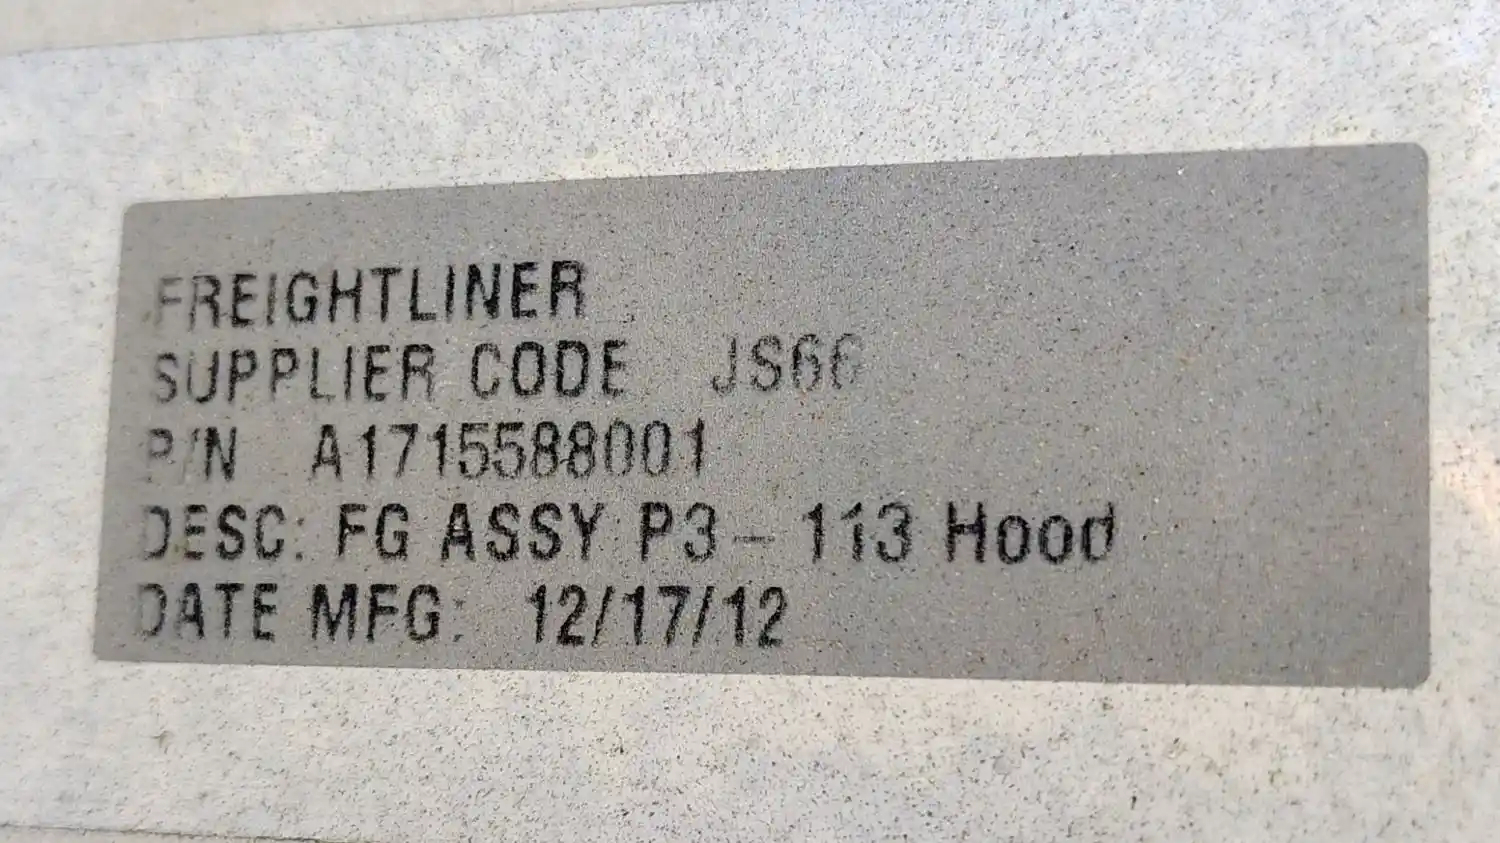 FREIGHTLINER
SUPPLIER CODE JS66
P/N A1715588001
DESC: FG ASSY P3 - 113 Hood
DATE MFG: 12/17/12